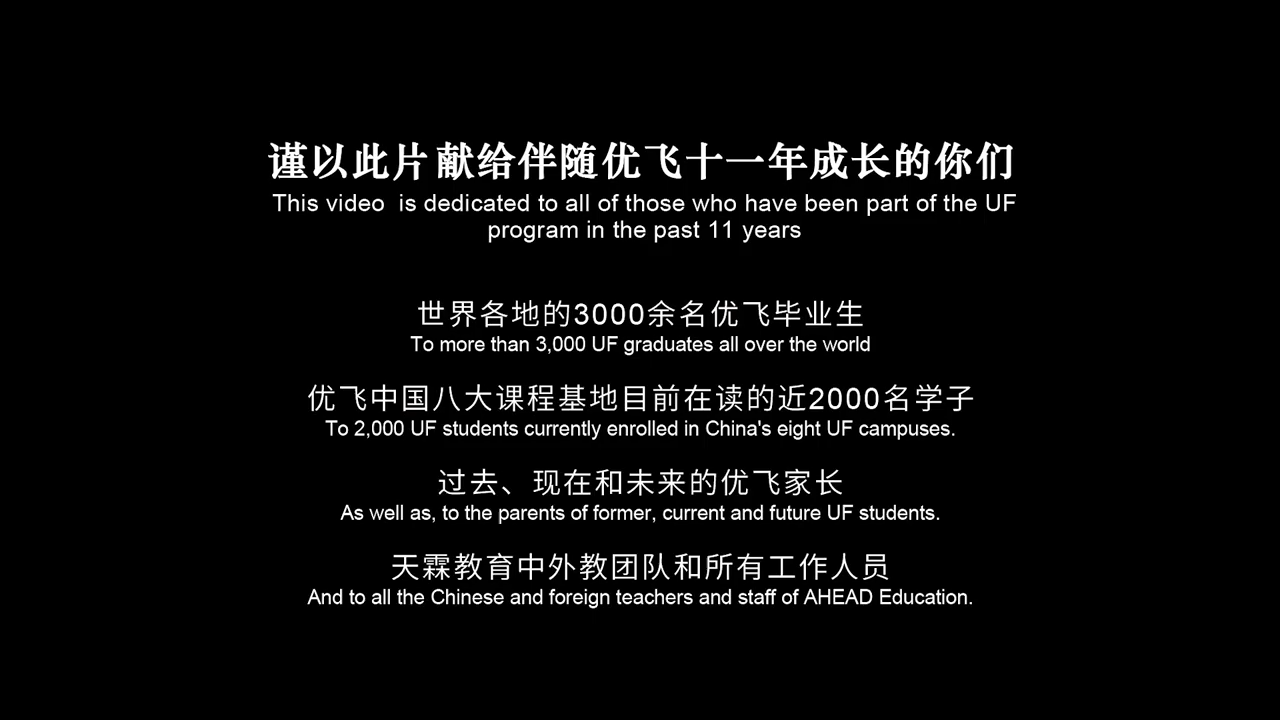 谨以此片献给伴随优飞十一年成长的你们
This video is dedicated to all of those who have been part of the UF
program in the past 11 years
世界各地的3000余名优飞毕业生
To more than 3,000 UF graduates all over the world
优飞中国八大课程基地目前在读的近2000名学子
To 2,000 UF students currently enrolled in China's eight UF campuses.
过去、现在和未来的优飞家长
As well as, to the parents of former, current and future UF students.
天霖教育中外教团队和所有工作人员
And to all the Chinese and foreign teachers and staff of AHEAD Education.